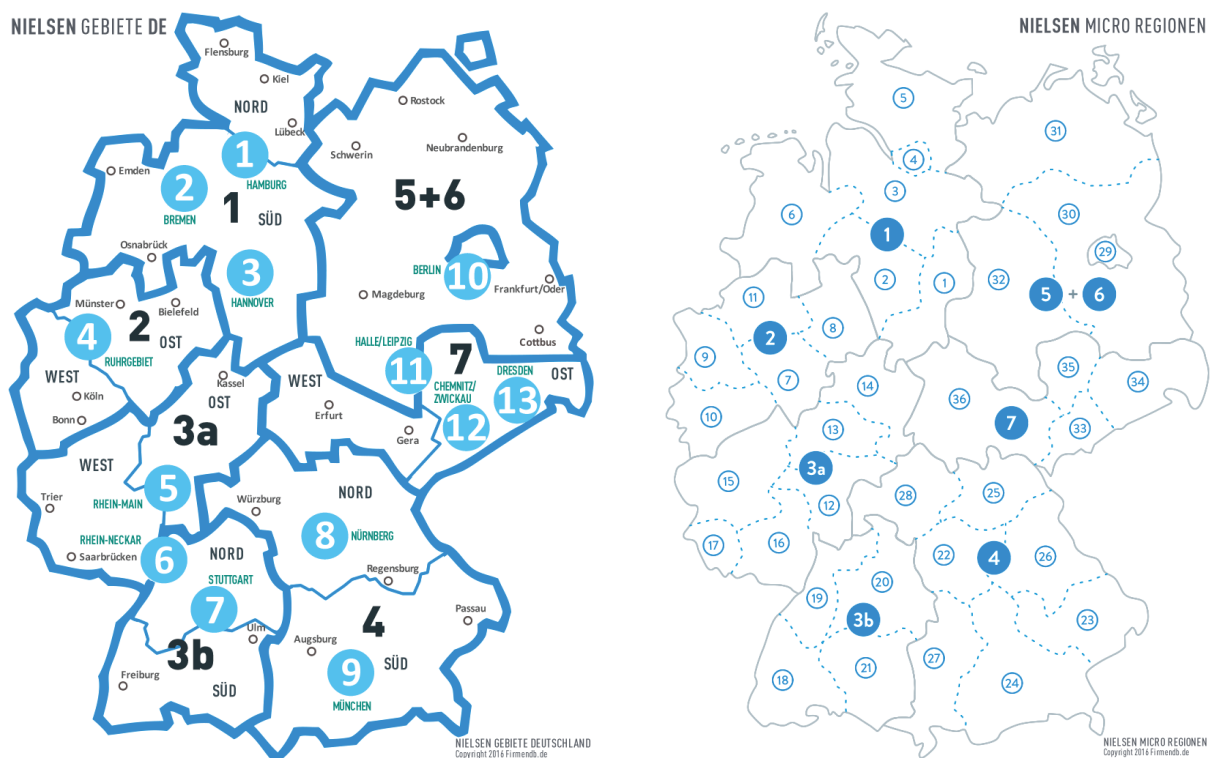 NIELSEN GEBIETE DE
Flensburg
Kiel
NORD
Lübeck
Rostock
Schwerin
Neubrandenburg
Emden
1
HAMBURG
2
BREMEN
1
SÜD
5+6
Osnabrück
3
HANNOVER
BERLIN
10
Frankfurt/Oder
Magdeburg
Münster
Bielefeld
4
2
OST
RUHRGEBIET
Cottbus
HALLE/LEIPZIG
7
11
DRESDEN
OST
CHEMNITZ/
ZWICKAU
13
12
WEST
Köln
Bonn
Kassel
OST
3a
WEST
Erfurt
Gera
WEST
Trier
5
RHEIN-MAIN
Würzburg
NORD
8
NÜRNBERG
RHEIN-NECKAR
6
Saarbrücken
NORD
STUTTGART
7
Regensburg
Ulm
4
Passau
3b
Augsburg
SÜD
Freiburg
SÜD
9
MÜNCHEN
NIELSEN GEBIETE DEUTSCHLAND
Copyright 2016 Firmendb.de
NIELSEN MICRO REGIONEN
5
31
4
3
6
30
1
29
2
1
32
5 + 6
11
8
2
9
7
35
14
34
36
10
7
13
33
3a
15
28
25
12
17
16
22
4
26
20
19
3b
23
27
21
18
24
NIELSEN MICRO REGIONEN
Copyright 2016 Firmendb.de